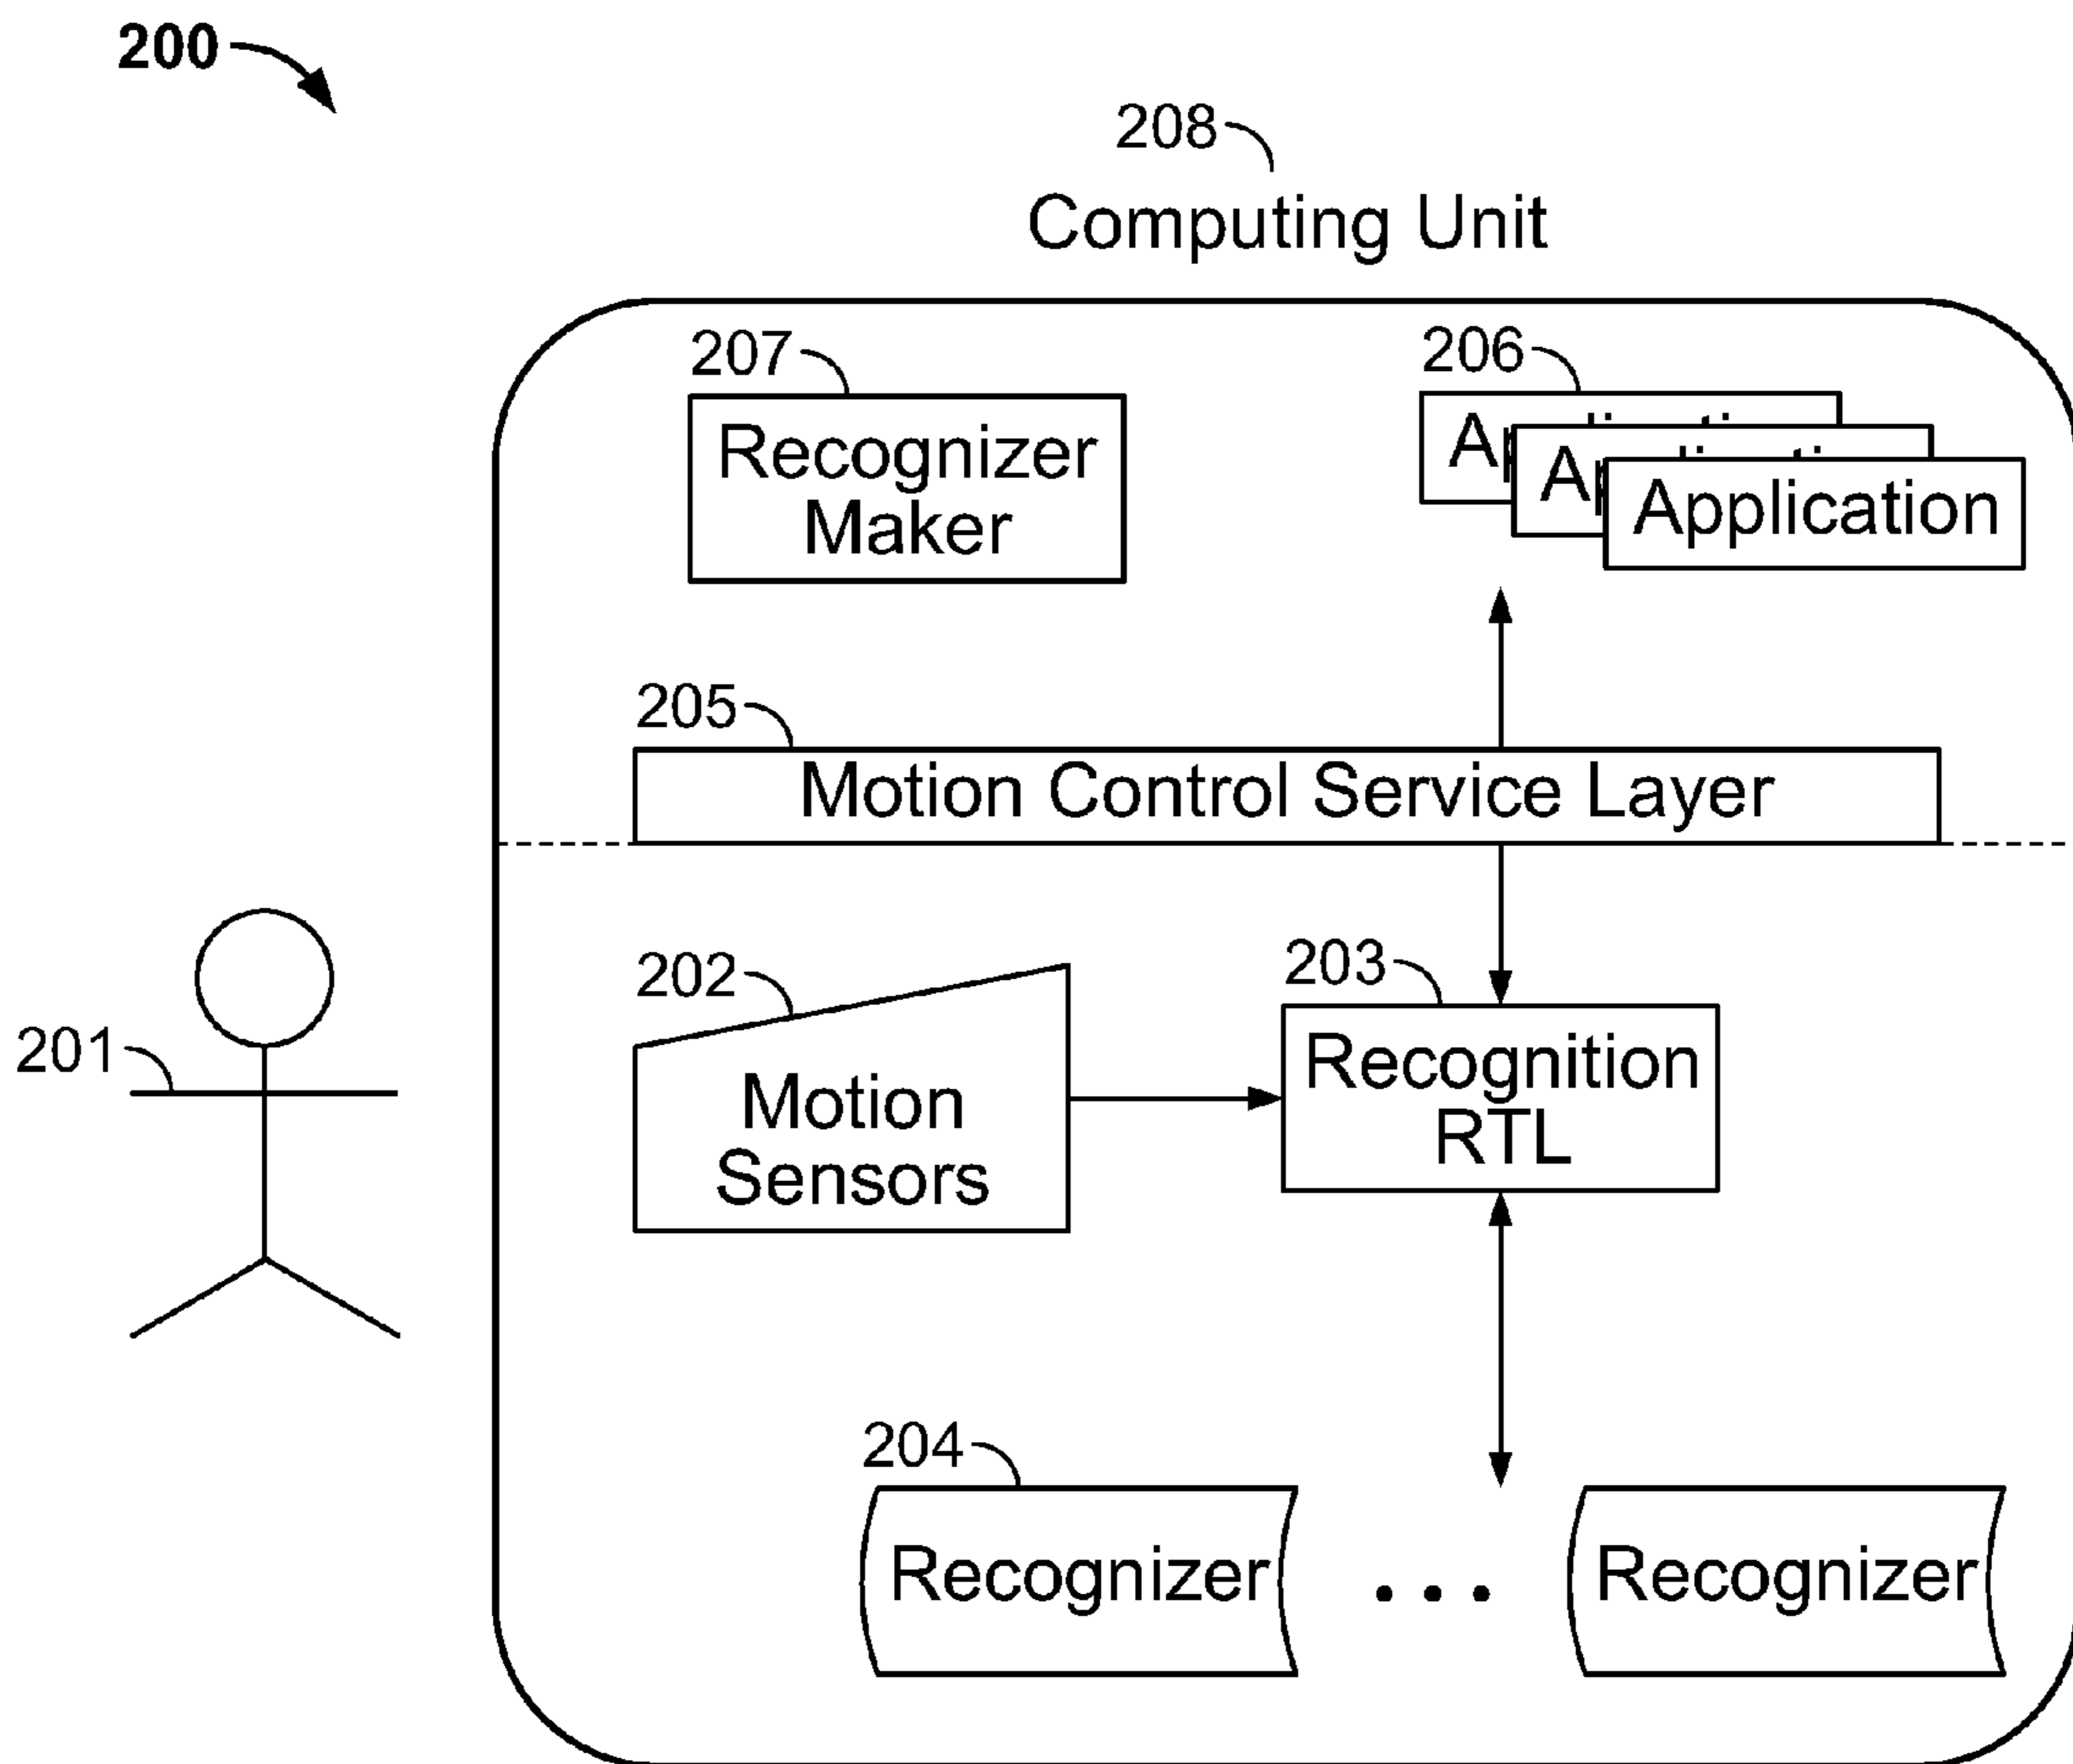 200
208
Computing Unit
207
Recognizer
Maker
206
Application
205
Motion Control Service Layer
202
Motion
Sensors
203
Recognition
RTL
201
204
Recognizer
Recognizer